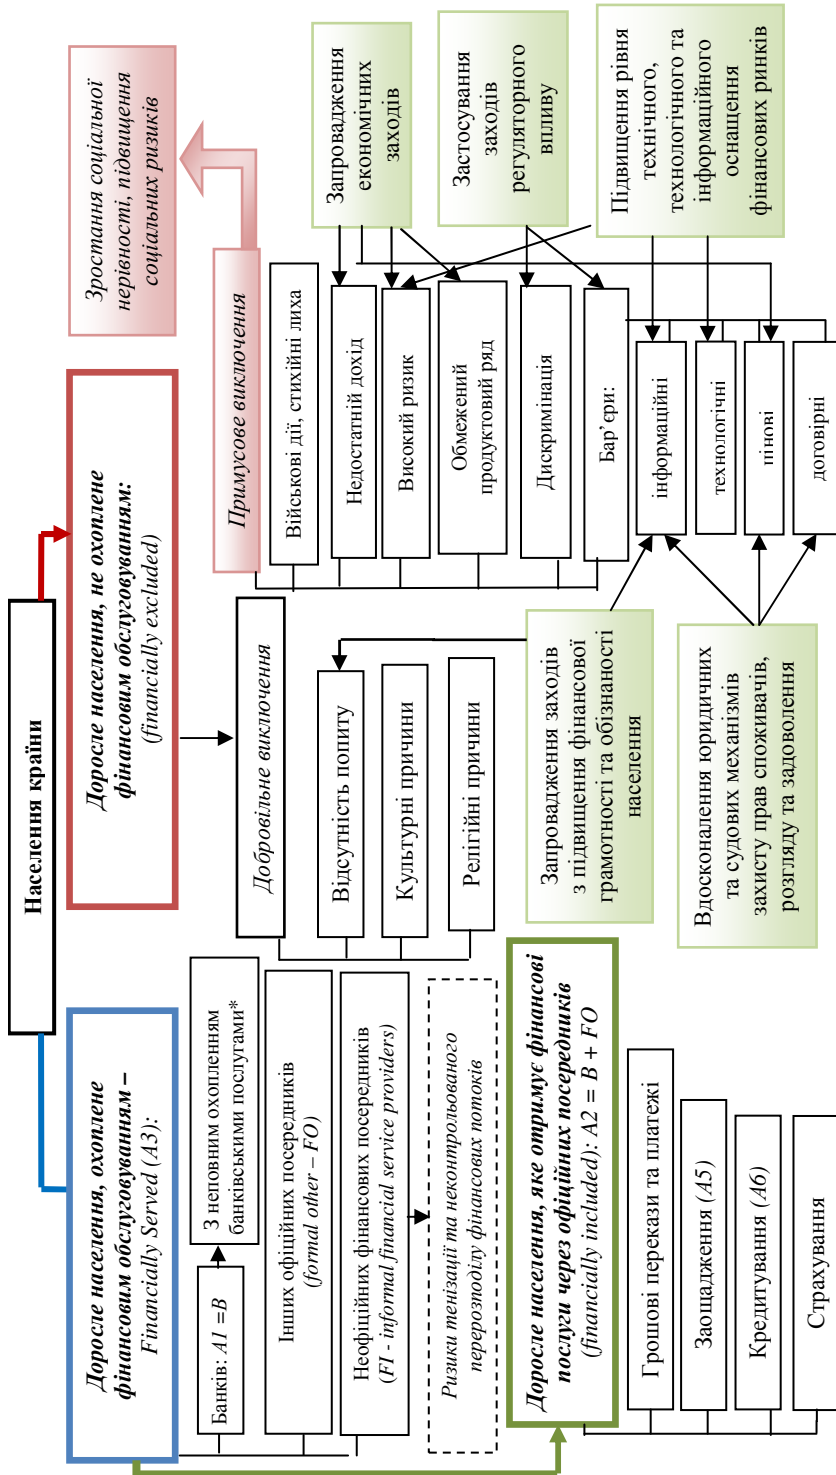 Населення країни
Доросле населення, охоплене
фінансовим обслуговуванням –
Financially Served (A3):
Банків: A1 =B
З неповним охопленням
банківськими послугами*
Інших офіційних посередників
(formal other – FO)
Неофіційних фінансових посередників
(FI - informal financial service providers)
Ризики тенізації та неконтрольованого
перерозподілу фінансових потоків
Доросле населення, яке отримує фінансові
послуги через офіційних посередників
(financially included): A2 = B + FO
Грошові перекази та платежі
Заощадження (A5)
Кредитування (A6)
Страхування
Доросле населення, не охоплене
фінансовим обслуговуванням:
(financially excluded)
Добровільне виключення
Відсутність попиту
Культурні причини
Релігійні причини
Запровадження заходів
з підвищення фінансової
грамотності та обізнаності
населення
Вдосконалення юридичних
та судових механізмів
захисту прав споживачів,
розгляду та задоволення
Зростання соціальної
нерівності, підвищення
соціальних ризиків
Примусове виключення
Військові дії, стихійні лиха
Недостатній дохід
Високий ризик
Обмежений
продуктовий ряд
Дискримінація
Бар’єри:
інформаційні
технологічні
цінові
договірні
Запровадження
економічних
заходів
Застосування
заходів
регуляторного
впливу
Підвищення рівня
технічного,
технологічного та
інформаційного
оснащення
фінансових ринків